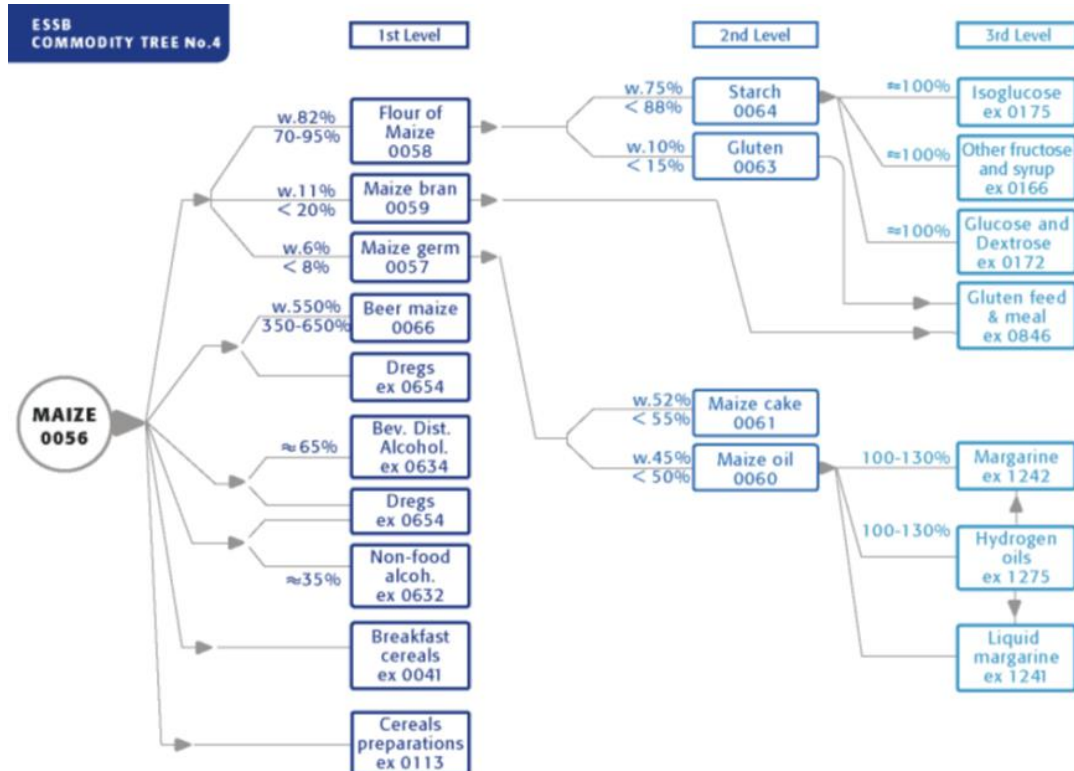 ESSB
COMMODITY TREE No.4
1st Level
2nd Level
3rd Level
w.82%
70-95%
Flour of
Maize
0058
w.75%
< 88%
Starch
0064
≈100%
Isoglucose
ex 0175
w.10%
< 15%
Gluten
0063
≈100%
Other fructose
and syrup
ex 0166
w.11%
< 20%
Maize bran
0059
≈100%
Glucose and
Dextrose
ex 0172
w.6%
< 8%
Maize germ
0057
Gluten feed
& meal
ex 0846
w.550%
350-650%
Beer maize
0066
Dregs
ex 0654
MAIZE
0056
w.52%
< 55%
Maize cake
0061
≈65%
Bev. Dist.
Alcohol.
ex 0634
w.45%
< 50%
Maize oil
0060
100-130%
Margarine
ex 1242
Dregs
ex 0654
100-130%
Hydrogen
oils
ex 1275
≈35%
Non-food
alcoh.
ex 0632
Breakfast
cereals
ex 0041
Liquid
margarine
ex 1241
Cereals
preparations
ex 0113